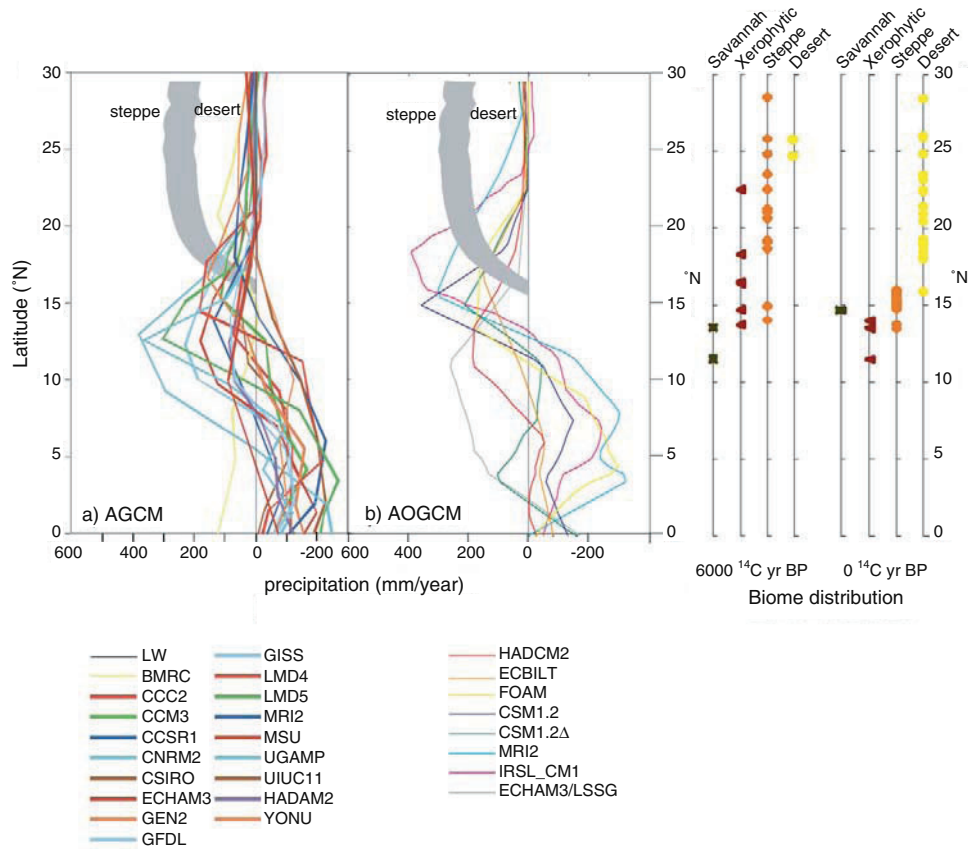 Savannah
Xerophytic
Steppe
Desert
Savannah
Xerophytic
Steppe
Desert
30
25
20
15
10
5
0
Latitude (˚N)
steppe
desert
a) AGCM
600
400
200
0
-200
precipitation (mm/year)
steppe
desert
b) AOGCM
600
400
200
0
-200
30
25
20
15
10
5
0
˚N
˚N
30
25
20
15
10
5
0
6000 ¹⁴C yr BP
0 ¹⁴C yr BP
Biome distribution
LW
BMRC
CCC2
CCM3
CCSR1
CNRM2
CSIRO
ECHAM3
GEN2
GFDL
GISS
LMD4
LMD5
MRI2
MSU
UGAMP
UIUC11
HADAM2
YONU
HADCM2
ECBILT
FOAM
CSM1.2
CSM1.2Δ
MRI2
IRSL_CM1
ECHAM3/LSSG